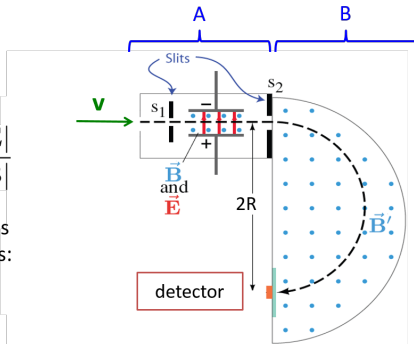 A
B
Slits
S₂
v
S₁
−
+
B⃗
and
E⃗
2R
B⃗′
s
s:
detector